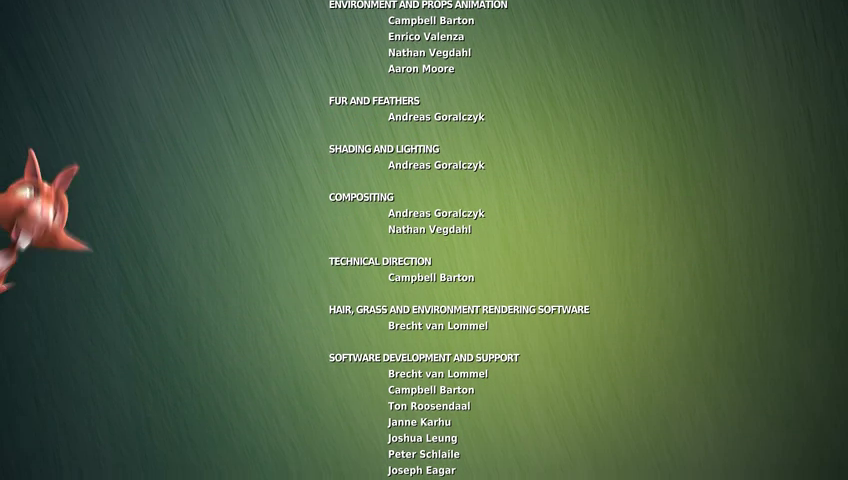 ENVIRONMENT AND PROPS ANIMATION
Campbell Barton
Enrico Valenza
Nathan Vegdahl
Aaron Moore
FUR AND FEATHERS
Andreas Goralczyk
SHADING AND LIGHTING
Andreas Goralczyk
COMPOSITING
Andreas Goralczyk
Nathan Vegdahl
TECHNICAL DIRECTION
Campbell Barton
HAIR, GRASS AND ENVIRONMENT RENDERING SOFTWARE
Brecht van Lommel
SOFTWARE DEVELOPMENT AND SUPPORT
Brecht van Lommel
Campbell Barton
Ton Roosendaal
Janne Karhu
Joshua Leung
Peter Schlaile
Joseph Eagar